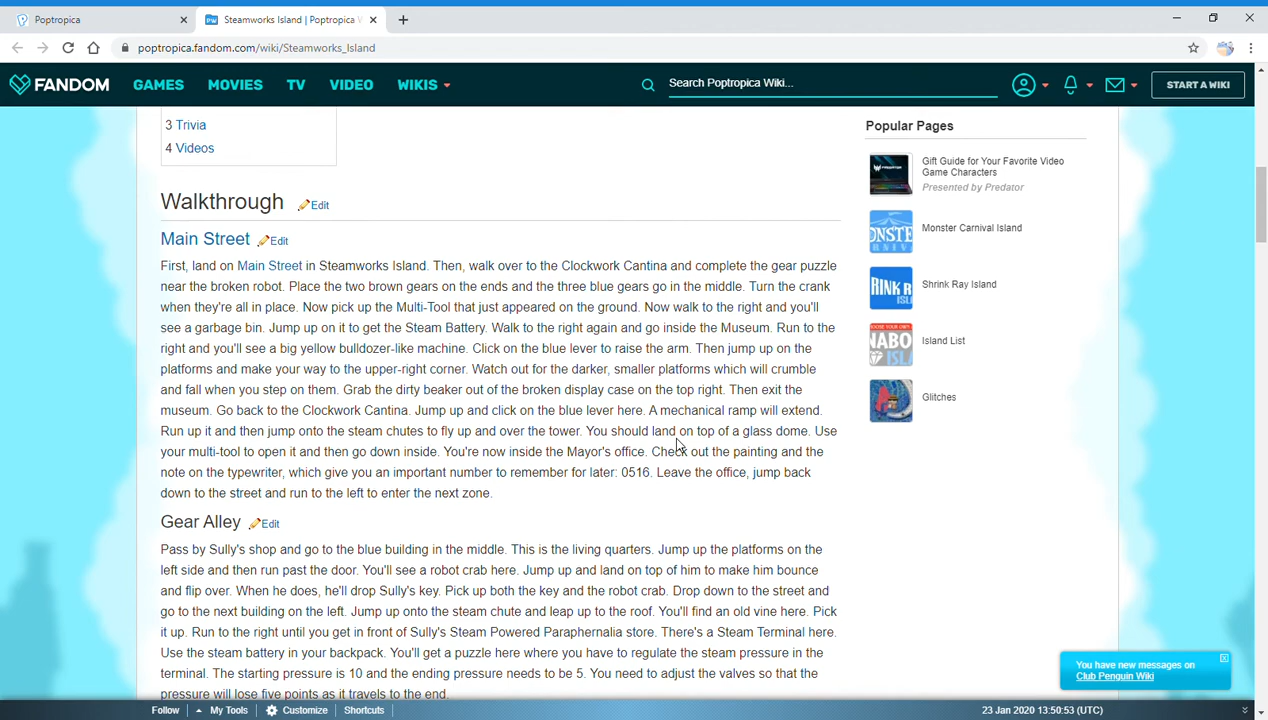 Poptropica
Steamworks Island | Poptropica W
poptropica.fandom.com/wiki/Steamworks_Island
FANDOM GAMES MOVIES TV VIDEO WIKIS Search Poptropica Wiki... START A WIKI
3 Trivia
4 Videos
Walkthrough Edit
Main Street Edit
First, land on Main Street in Steamworks Island. Then, walk over to the Clockwork Cantina and complete the gear puzzle
near the broken robot. Place the two brown gears on the ends and the three blue gears go in the middle. Turn the crank
when they're all in place. Now pick up the Multi-Tool that just appeared on the ground. Now walk to the right and you'll
see a garbage bin. Jump up on it to get the Steam Battery. Walk to the right again and go inside the Museum. Run to the
right and you'll see a big yellow bulldozer-like machine. Click on the blue lever to raise the arm. Then jump up on the
platforms and make your way to the upper-right corner. Watch out for the darker, smaller platforms which will crumble
and fall when you step on them. Grab the dirty beaker out of the broken display case on the top right. Then exit the
museum. Go back to the Clockwork Cantina. Jump up and click on the blue lever here. A mechanical ramp will extend.
Run up it and then jump onto the steam chutes to fly up and over the tower. You should land on top of a glass dome. Use
your multi-tool to open it and then go down inside. You're now inside the Mayor's office. Check out the painting and the
note on the typewriter, which give you an important number to remember for later: 0516. Leave the office, jump back
down to the street and run to the left to enter the next zone.
Gear Alley Edit
Pass by Sully's shop and go to the blue building in the middle. This is the living quarters. Jump up the platforms on the
left side and then run past the door. You'll see a robot crab here. Jump up and land on top of him to make him bounce
and flip over. When he does, he'll drop Sully's key. Pick up both the key and the robot crab. Drop down to the street and
go to the next building on the left. Jump up onto the steam chute and leap up to the roof. You'll find an old vine here. Pick
it up. Run to the right until you get in front of Sully's Steam Powered Paraphernalia store. There's a Steam Terminal here.
Use the steam battery in your backpack. You'll get a puzzle here where you have to regulate the steam pressure in the
terminal. The starting pressure is 10 and the ending pressure needs to be 5. You need to adjust the valves so that the
pressure will lose five points as it travels to the end.
Popular Pages
PREDATOR
Gift Guide for Your Favorite Video
Game Characters
Presented by Predator
Monster Carnival Island
Shrink Ray Island
Island List
Glitches
You have new messages on
Club Penguin Wiki
Follow My Tools Customize Shortcuts 23 Jan 2020 13:50:53 (UTC)